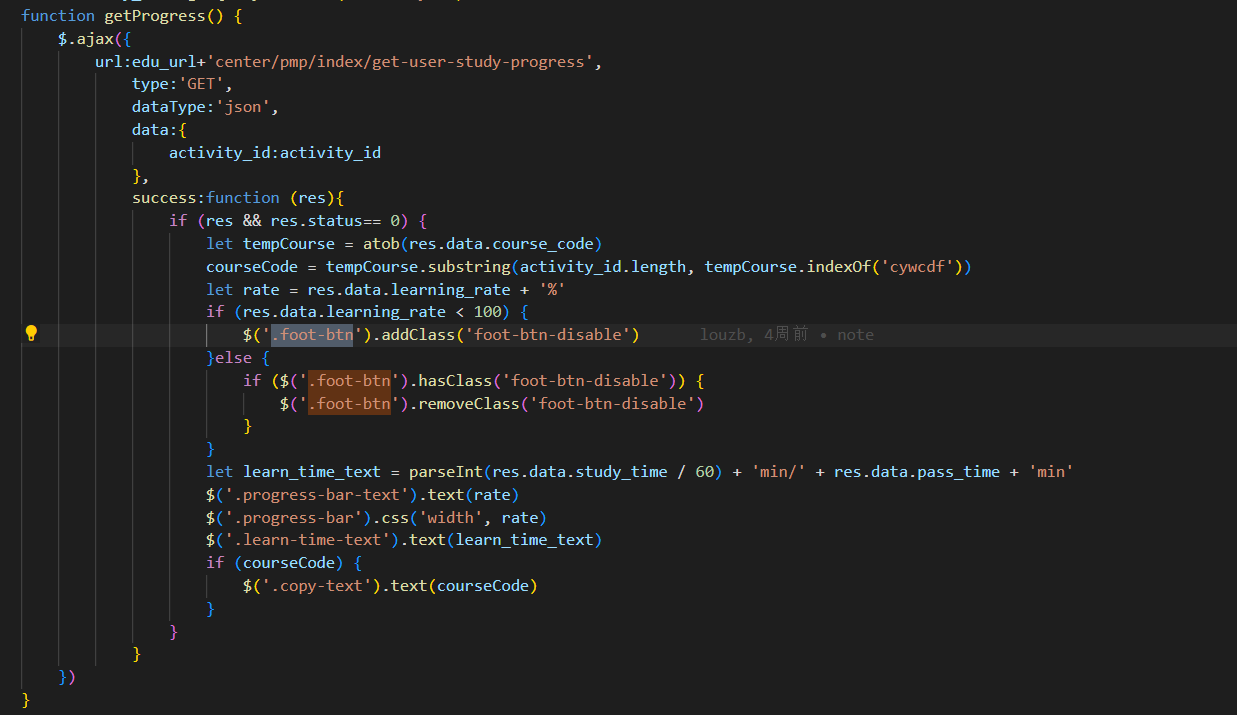 function getProgress() {
$.ajax({
url:edu_url+'center/pmp/index/get-user-study-progress',
type:'GET',
dataType:'json',
data:{
activity_id:activity_id
},
success:function (res){
if (res && res.status== 0) {
let tempCourse = atob(res.data.course_code)
courseCode = tempCourse.substring(activity_id.length, tempCourse.indexOf('cywcdf'))
let rate = res.data.learning_rate + '%'
if (res.data.learning_rate < 100) {
$('.foot-btn').addClass('foot-btn-disable') louzb, 4周前 • note
}else {
if ($('.foot-btn').hasClass('foot-btn-disable')) {
$('.foot-btn').removeClass('foot-btn-disable')
}
}
let learn_time_text = parseInt(res.data.study_time / 60) + 'min/' + res.data.pass_time + 'min'
$('.progress-bar-text').text(rate)
$('.progress-bar').css('width', rate)
$('.learn-time-text').text(learn_time_text)
if (courseCode) {
$('.copy-text').text(courseCode)
}
}
}
})
}